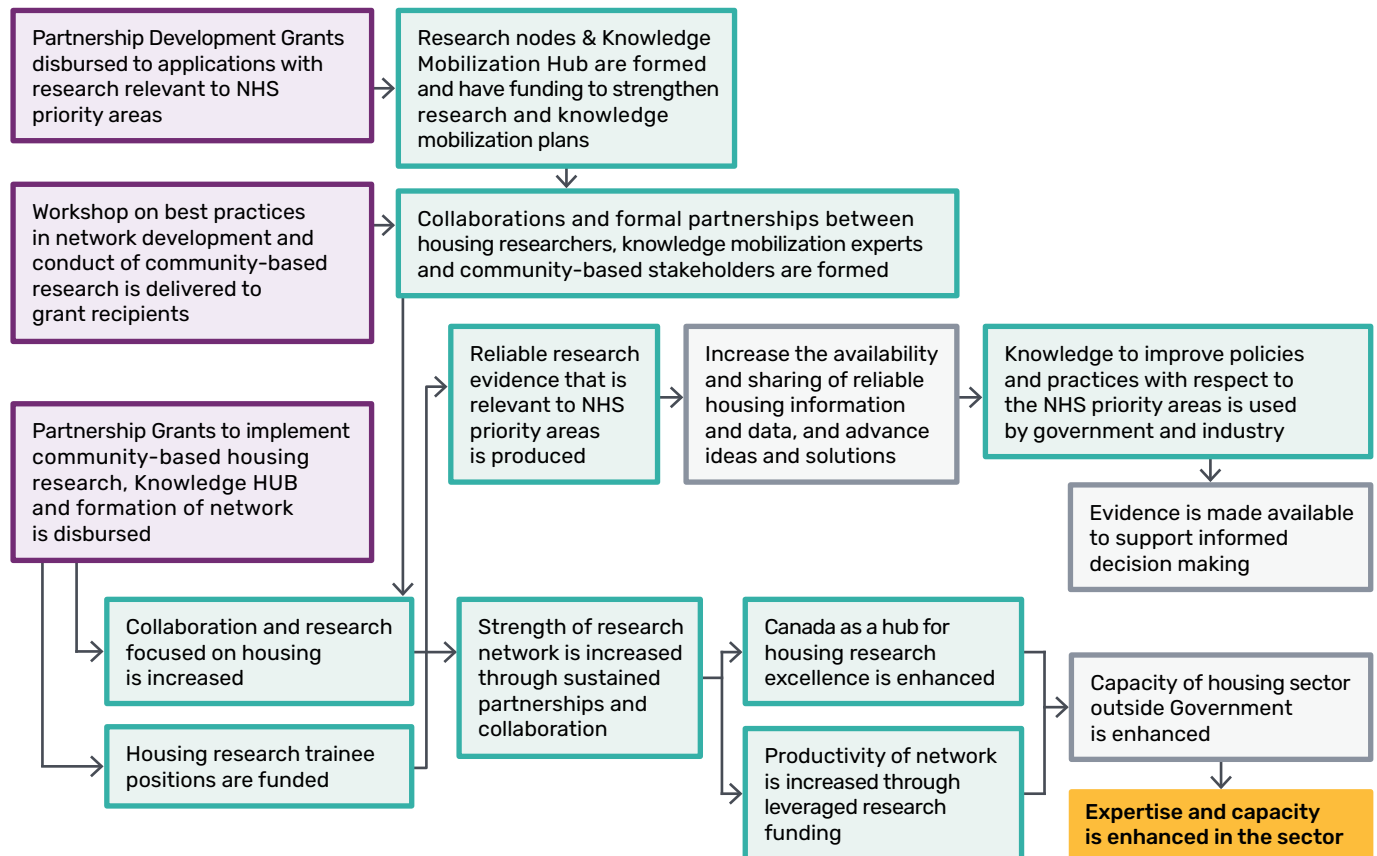 Partnership Development Grants
disbursed to applications with
research relevant to NHS
priority areas
Research nodes & Knowledge
Mobilization Hub are formed
and have funding to strengthen
research and knowledge
mobilization plans
Workshop on best practices
in network development and
conduct of community-based
research is delivered to
grant recipients
Collaborations and formal partnerships between
housing researchers, knowledge mobilization experts
and community-based stakeholders are formed
Reliable research
evidence that is
relevant to NHS
priority areas
is produced
Increase the availability
and sharing of reliable
housing information
and data, and advance
ideas and solutions
Knowledge to improve policies
and practices with respect to
the NHS priority areas is used
by government and industry
Partnership Grants to implement
community-based housing
research, Knowledge HUB
and formation of network
is disbursed
Evidence is made available
to support informed
decision making
Collaboration and research
focused on housing
is increased
Strength of research
network is increased
through sustained
partnerships and
collaboration
Canada as a hub for
housing research
excellence is enhanced
Capacity of housing sector
outside Government
is enhanced
Housing research trainee
positions are funded
Productivity of network
is increased through
leveraged research
funding
Expertise and capacity
is enhanced in the sector